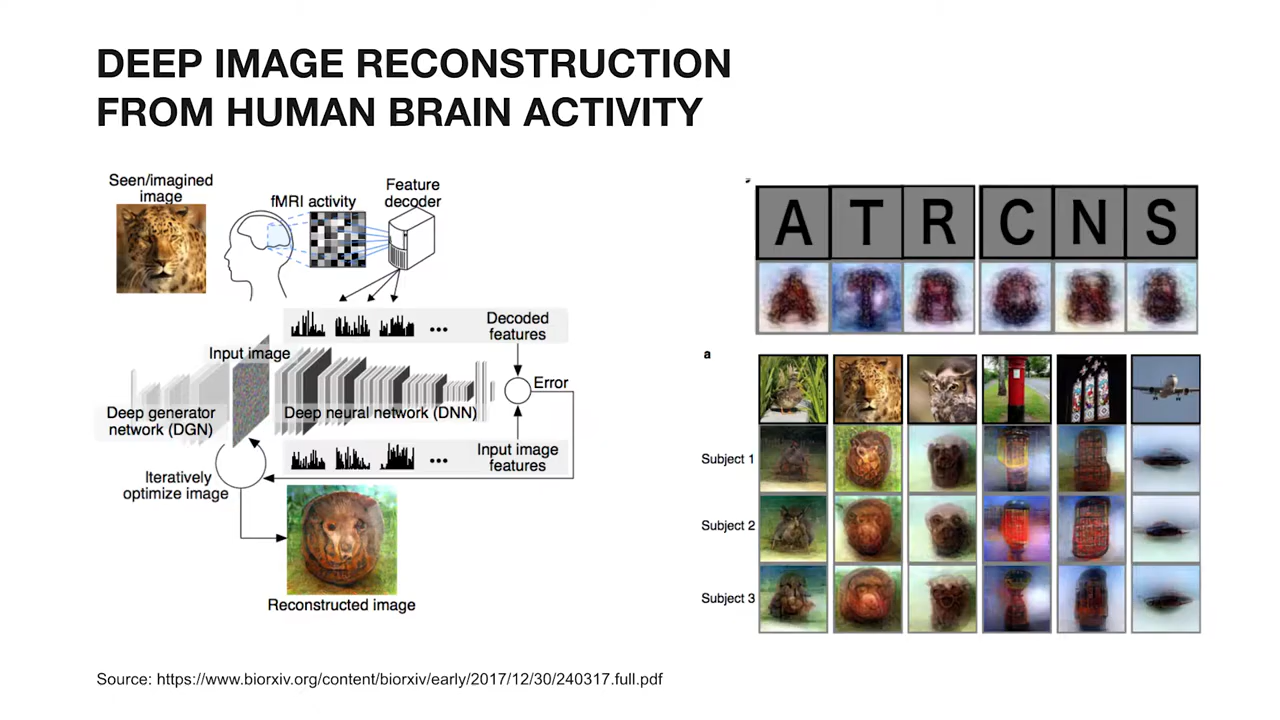 DEEP IMAGE RECONSTRUCTION
FROM HUMAN BRAIN ACTIVITY
Seen/imagined
image
fMRI activity
Feature
decoder
Decoded
features
Input image
Error
Deep generator
network (DGN)
Deep neural network (DNN)
Input image
features
Iteratively
optimize image
Reconstructed image
A T R C N S
a
Subject 1
Subject 2
Subject 3
Source: https://www.biorxiv.org/content/biorxiv/early/2017/12/30/240317.full.pdf